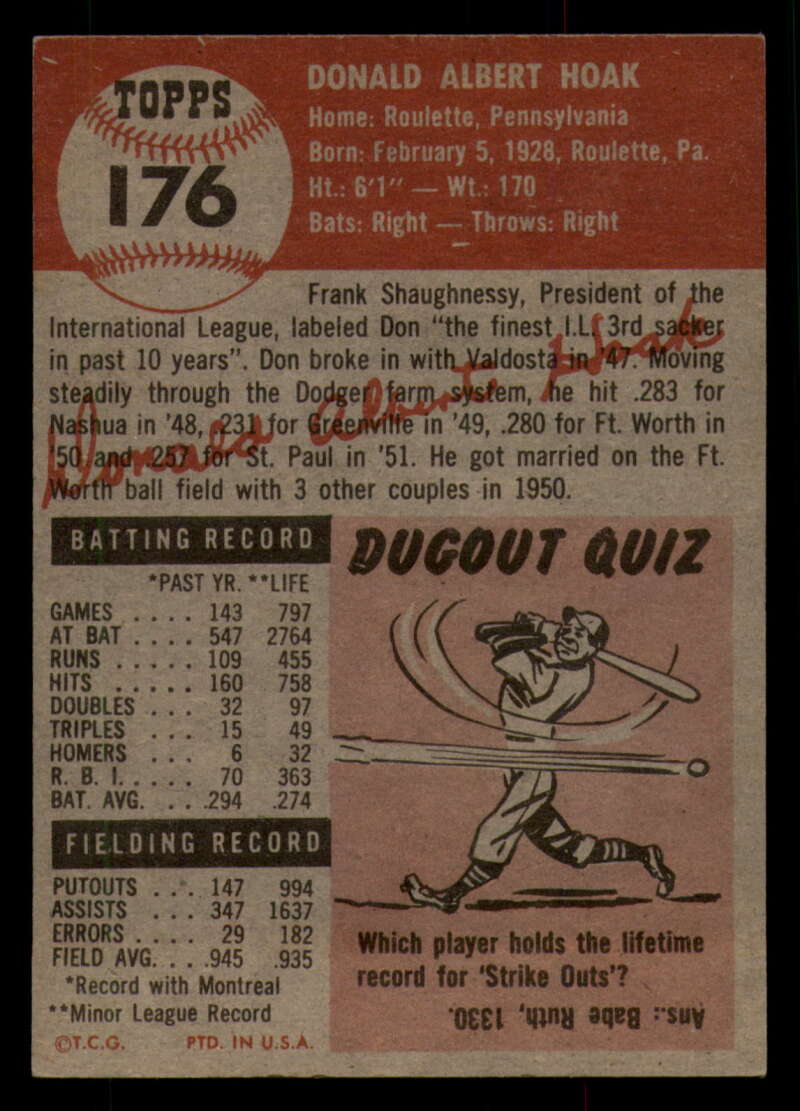 TOPPS
176
DONALD ALBERT HOAK
Home: Roulette, Pennsylvania
Born: February 5, 1928, Roulette, Pa.
Ht.: 6'1" — Wt.: 170
Bats: Right — Throws: Right
Frank Shaughnessy, President of the
International League, labeled Don "the finest I.L. 3rd sacker
in past 10 years". Don broke in with Valdosta in '47. Moving
steadily through the Dodger farm system, he hit .283 for
Nashua in '48, .231 for Greenville in '49, .280 for Ft. Worth in
'50 and .257 for St. Paul in '51. He got married on the Ft.
Worth ball field with 3 other couples in 1950.
Donald Albert Hoak
BATTING RECORD
*PAST YR. **LIFE
GAMES .... 143 797
AT BAT .... 547 2764
RUNS ..... 109 455
HITS ..... 160 758
DOUBLES ... 32 97
TRIPLES ... 15 49
HOMERS ... 6 32
R. B. I. .... 70 363
BAT. AVG. ... .294 .274
FIELDING RECORD
PUTOUTS ... 147 994
ASSISTS ... 347 1637
ERRORS .... 29 182
FIELD AVG. ... .945 .935
*Record with Montreal
**Minor League Record
©T.C.G. PTD. IN U.S.A.
DUGOUT QUIZ
Which player holds the lifetime
record for 'Strike Outs'?
Ans.: Babe Ruth, 1330.